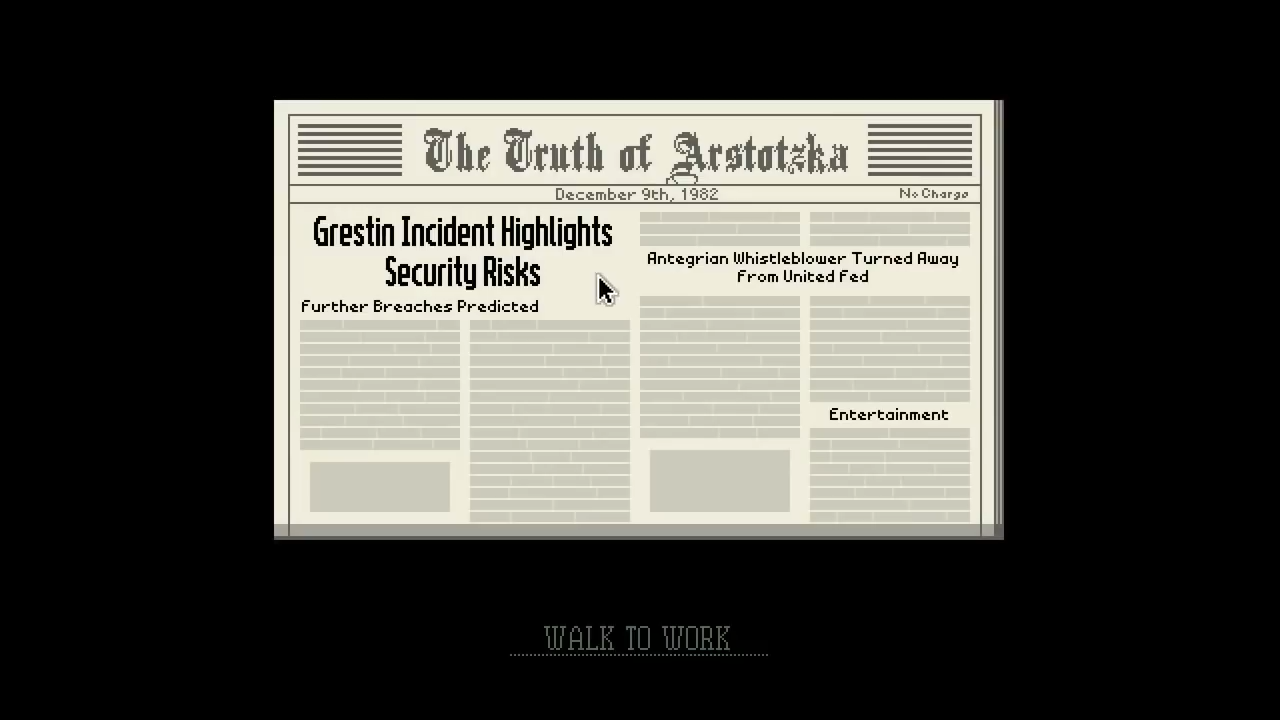 The Truth of Arstotzka
December 9th, 1982
No Charge
Grestin Incident Highlights
Security Risks
Further Breaches Predicted
Antegrian Whistleblower Turned Away
From United Fed
Entertainment
WALK TO WORK